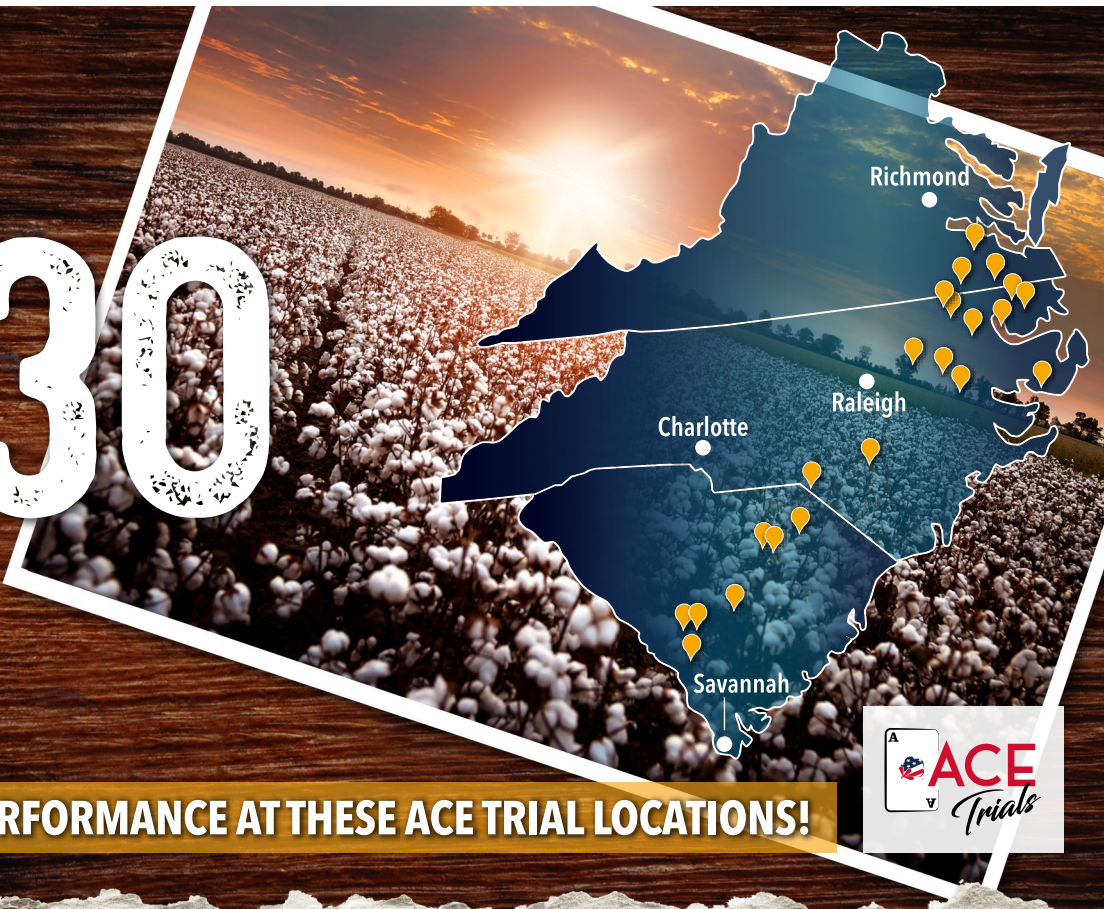 Richmond
30
Raleigh
Charlotte
Savannah
A
ACE
A
Trials
RFORMANCE AT THESE ACE TRIAL LOCATIONS!